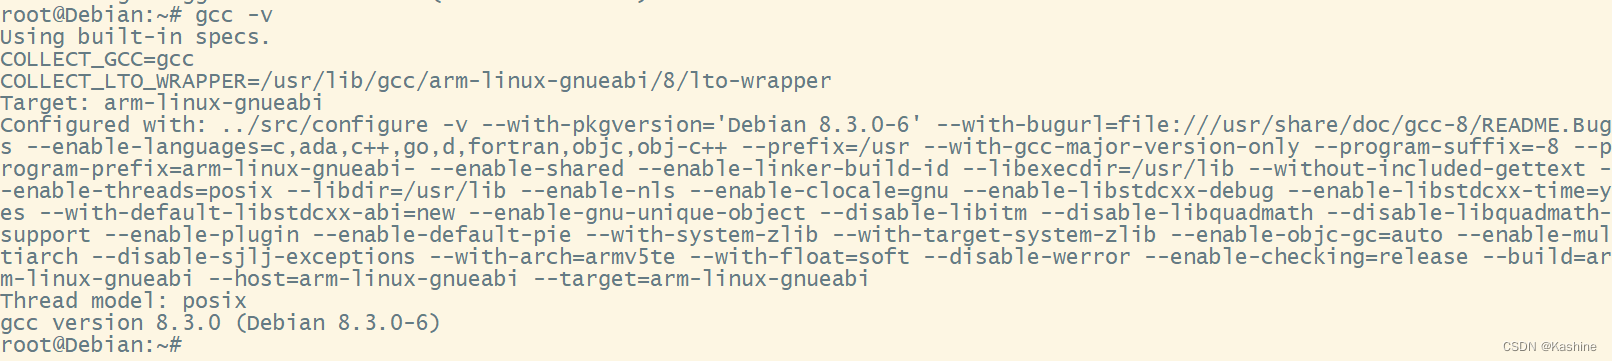 root@Debian:~# gcc -v
Using built-in specs.
COLLECT_GCC=gcc
COLLECT_LTO_WRAPPER=/usr/lib/gcc/arm-linux-gnueabi/8/lto-wrapper
Target: arm-linux-gnueabi
Configured with: ../src/configure -v --with-pkgversion='Debian 8.3.0-6' --with-bugurl=file:///usr/share/doc/gcc-8/README.Bug
s --enable-languages=c,ada,c++,go,d,fortran,objc,obj-c++ --prefix=/usr --with-gcc-major-version-only --program-suffix=-8 --p
rogram-prefix=arm-linux-gnueabi- --enable-shared --enable-linker-build-id --libexecdir=/usr/lib --without-included-gettext -
-enable-threads=posix --libdir=/usr/lib --enable-nls --enable-clocale=gnu --enable-libstdcxx-debug --enable-libstdcxx-time=y
es --with-default-libstdcxx-abi=new --enable-gnu-unique-object --disable-libitm --disable-libquadmath --disable-libquadmath-
support --enable-plugin --enable-default-pie --with-system-zlib --with-target-system-zlib --enable-objc-gc=auto --enable-mul
tiarch --disable-sjlj-exceptions --with-arch=armv5te --with-float=soft --disable-werror --enable-checking=release --build=ar
m-linux-gnueabi --host=arm-linux-gnueabi --target=arm-linux-gnueabi
Thread model: posix
gcc version 8.3.0 (Debian 8.3.0-6)
root@Debian:~#
CSDN @Kashine